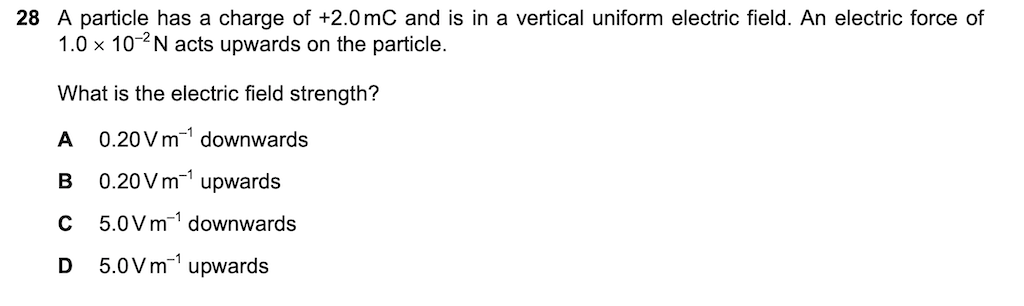 28 A particle has a charge of +2.0 mC and is in a vertical uniform electric field. An electric force of
1.0 × 10⁻² N acts upwards on the particle.
What is the electric field strength?
A 0.20 V m⁻¹ downwards
B 0.20 V m⁻¹ upwards
C 5.0 V m⁻¹ downwards
D 5.0 V m⁻¹ upwards